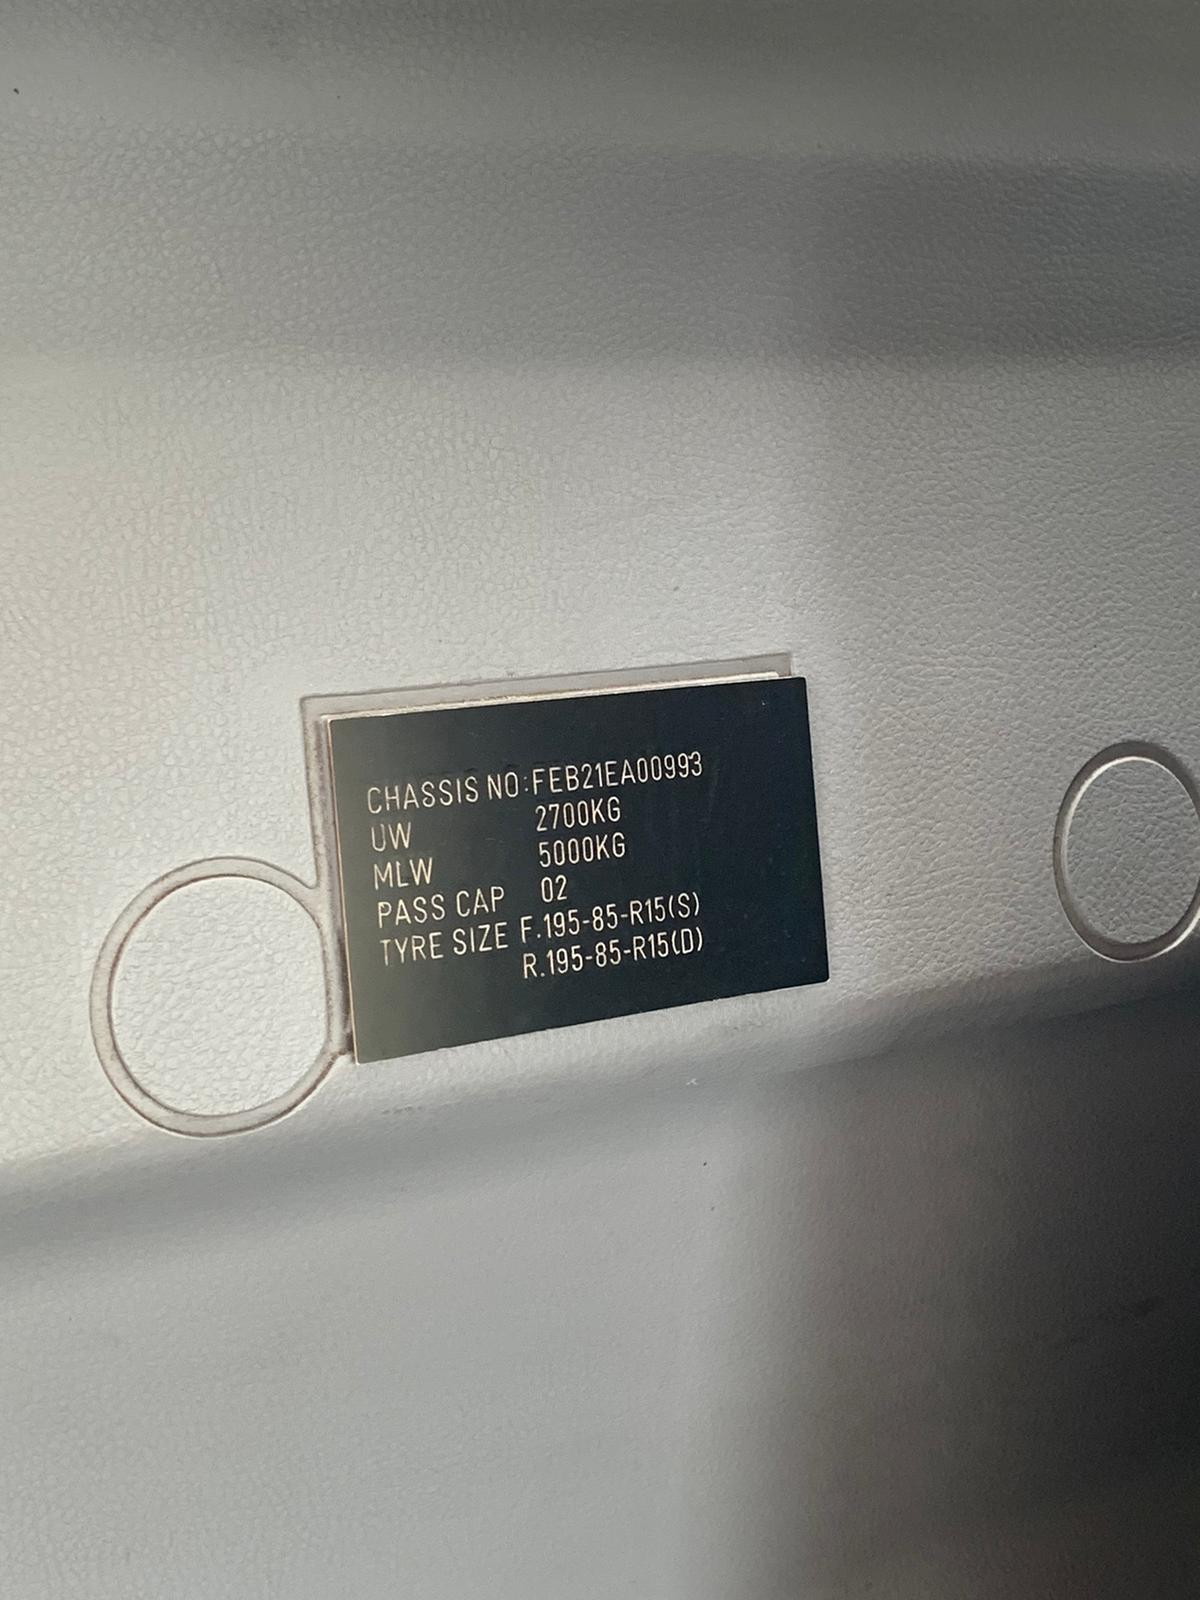 CHASSIS NO:FEB21EA00993
UW 2700KG
MLW 5000KG
PASS CAP 02
TYRE SIZE F.195-85-R15(S)
R.195-85-R15(D)